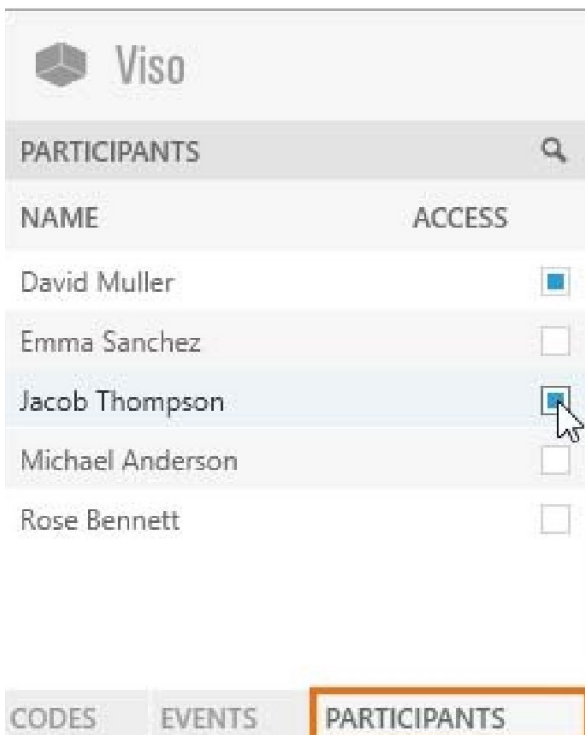 Viso
PARTICIPANTS
NAME ACCESS
David Muller
Emma Sanchez
Jacob Thompson
Michael Anderson
Rose Bennett
CODES EVENTS PARTICIPANTS